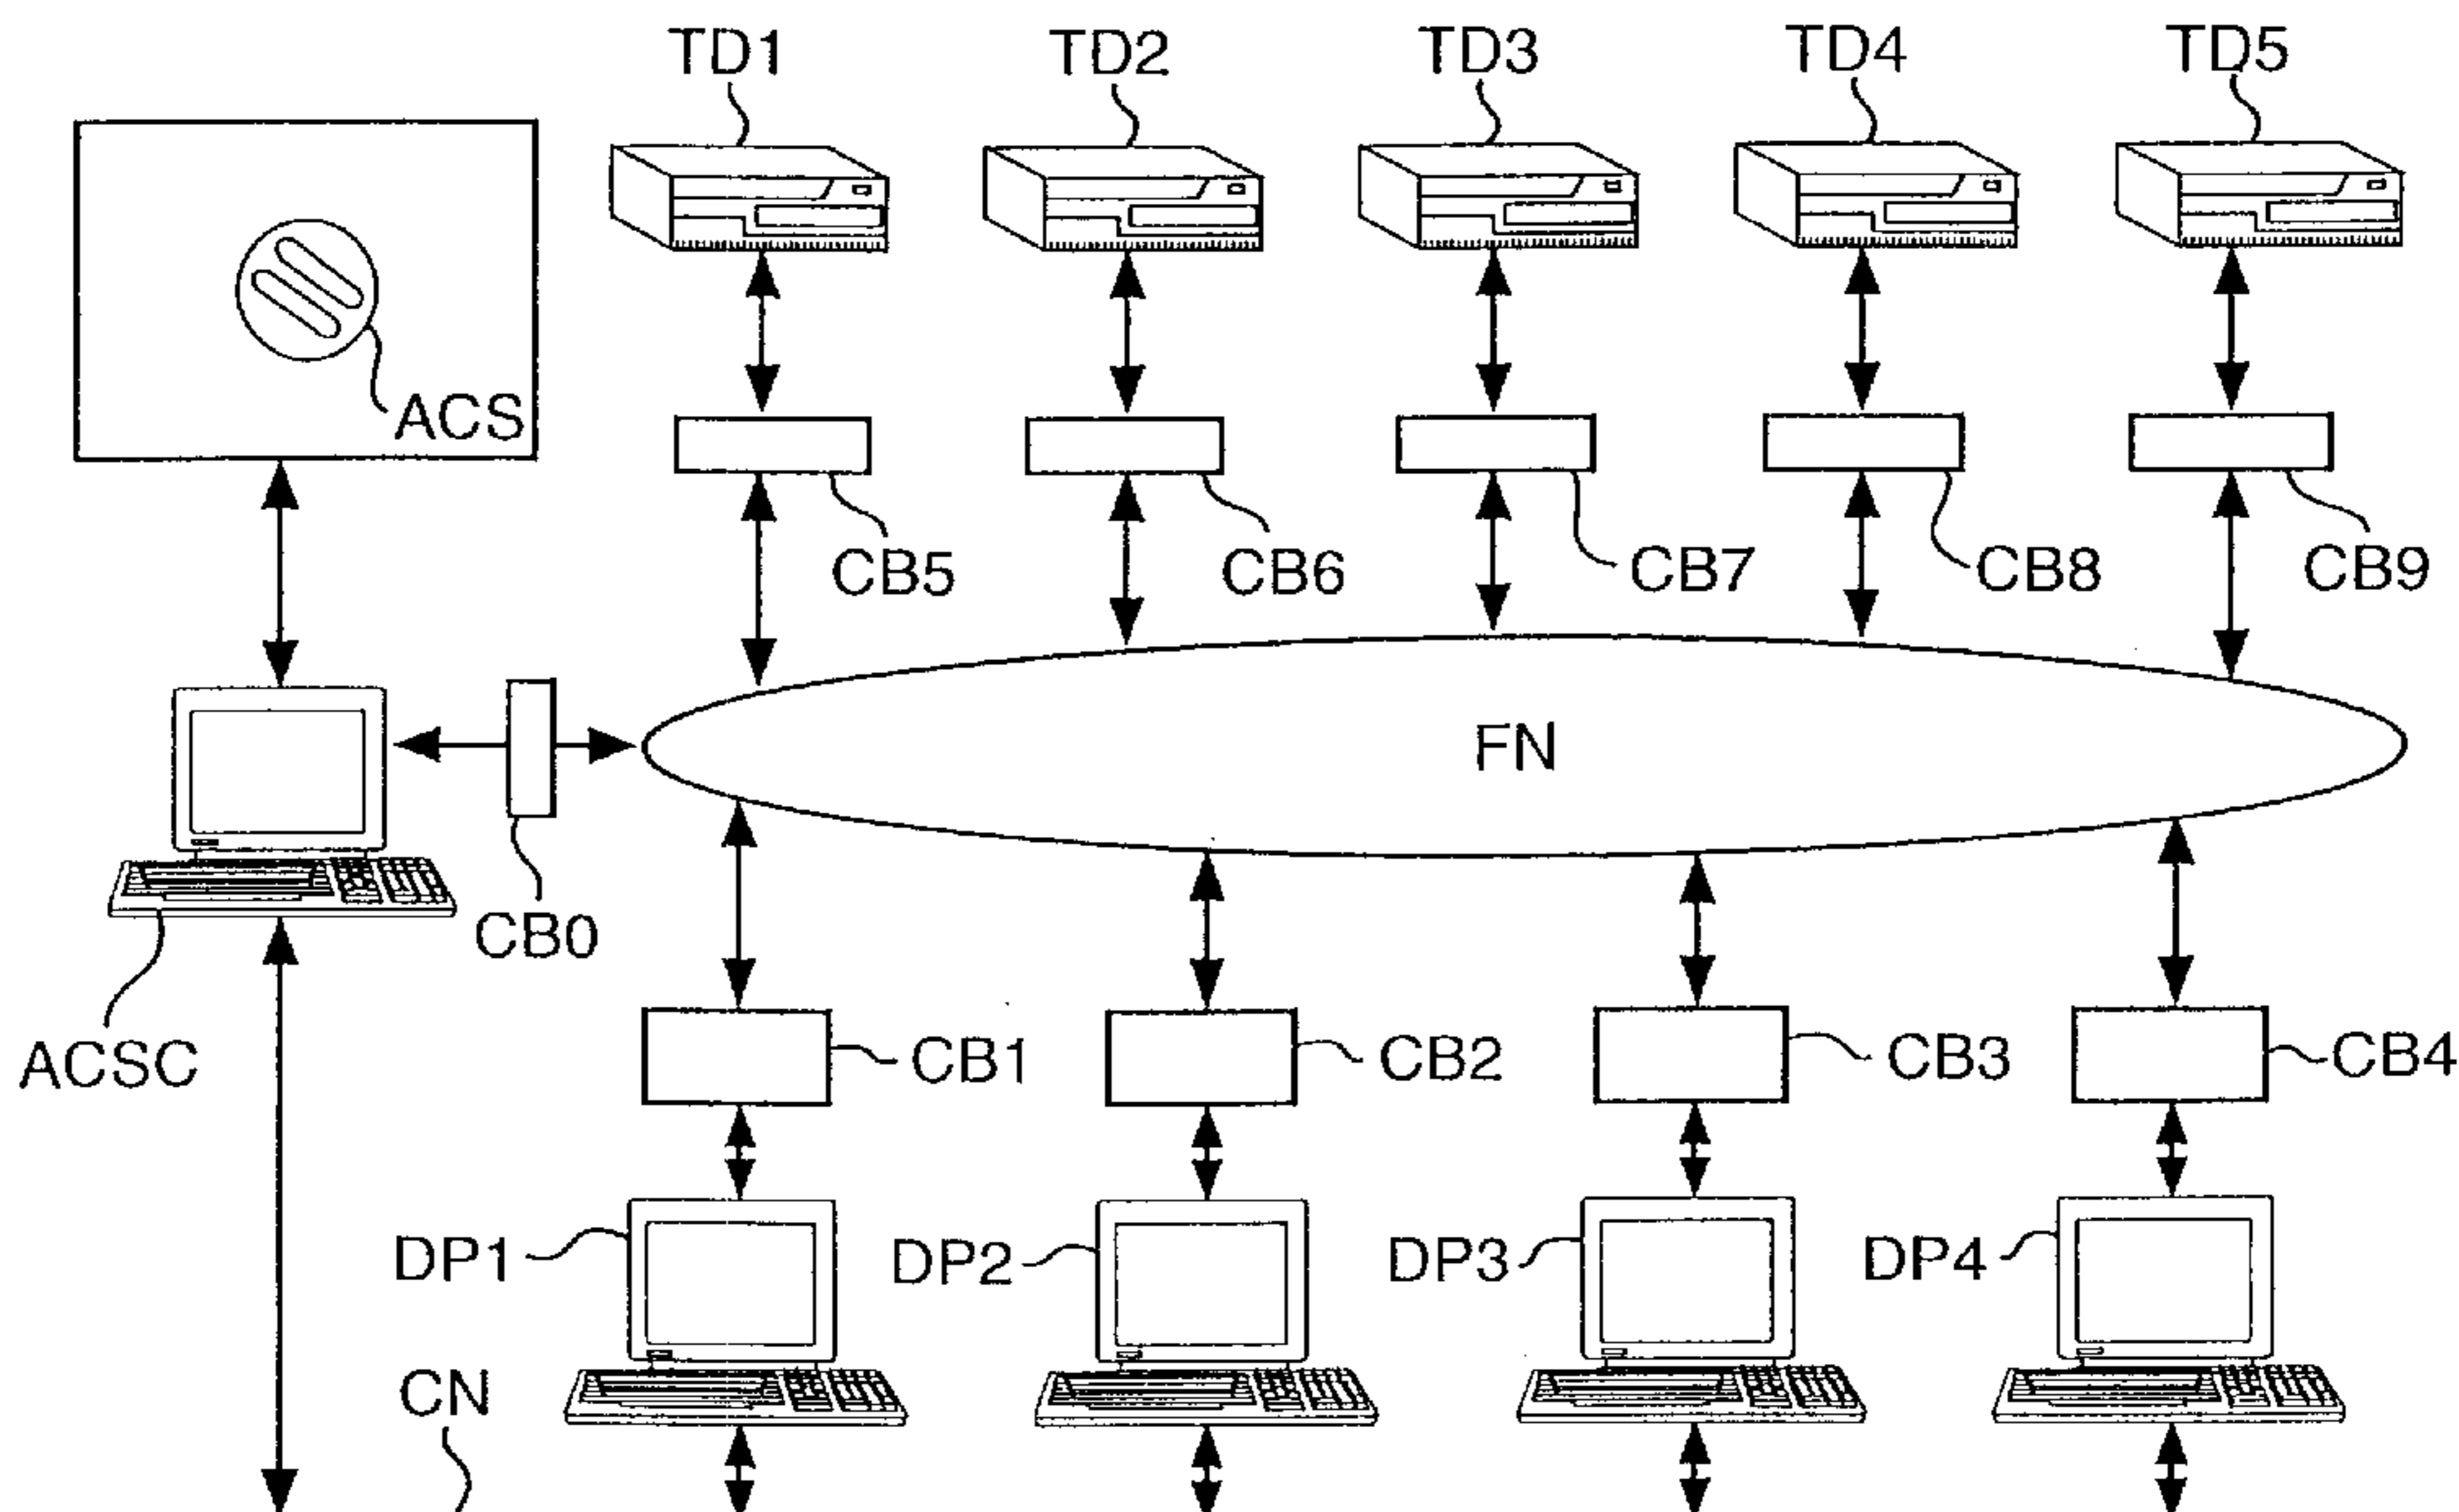 TD1 TD2 TD3 TD4 TD5
ACS
CB5 CB6 CB7 CB8 CB9
FN
CB0
ACSC CB1 CB2 CB3 CB4
DP1 DP2 DP3 DP4
CN